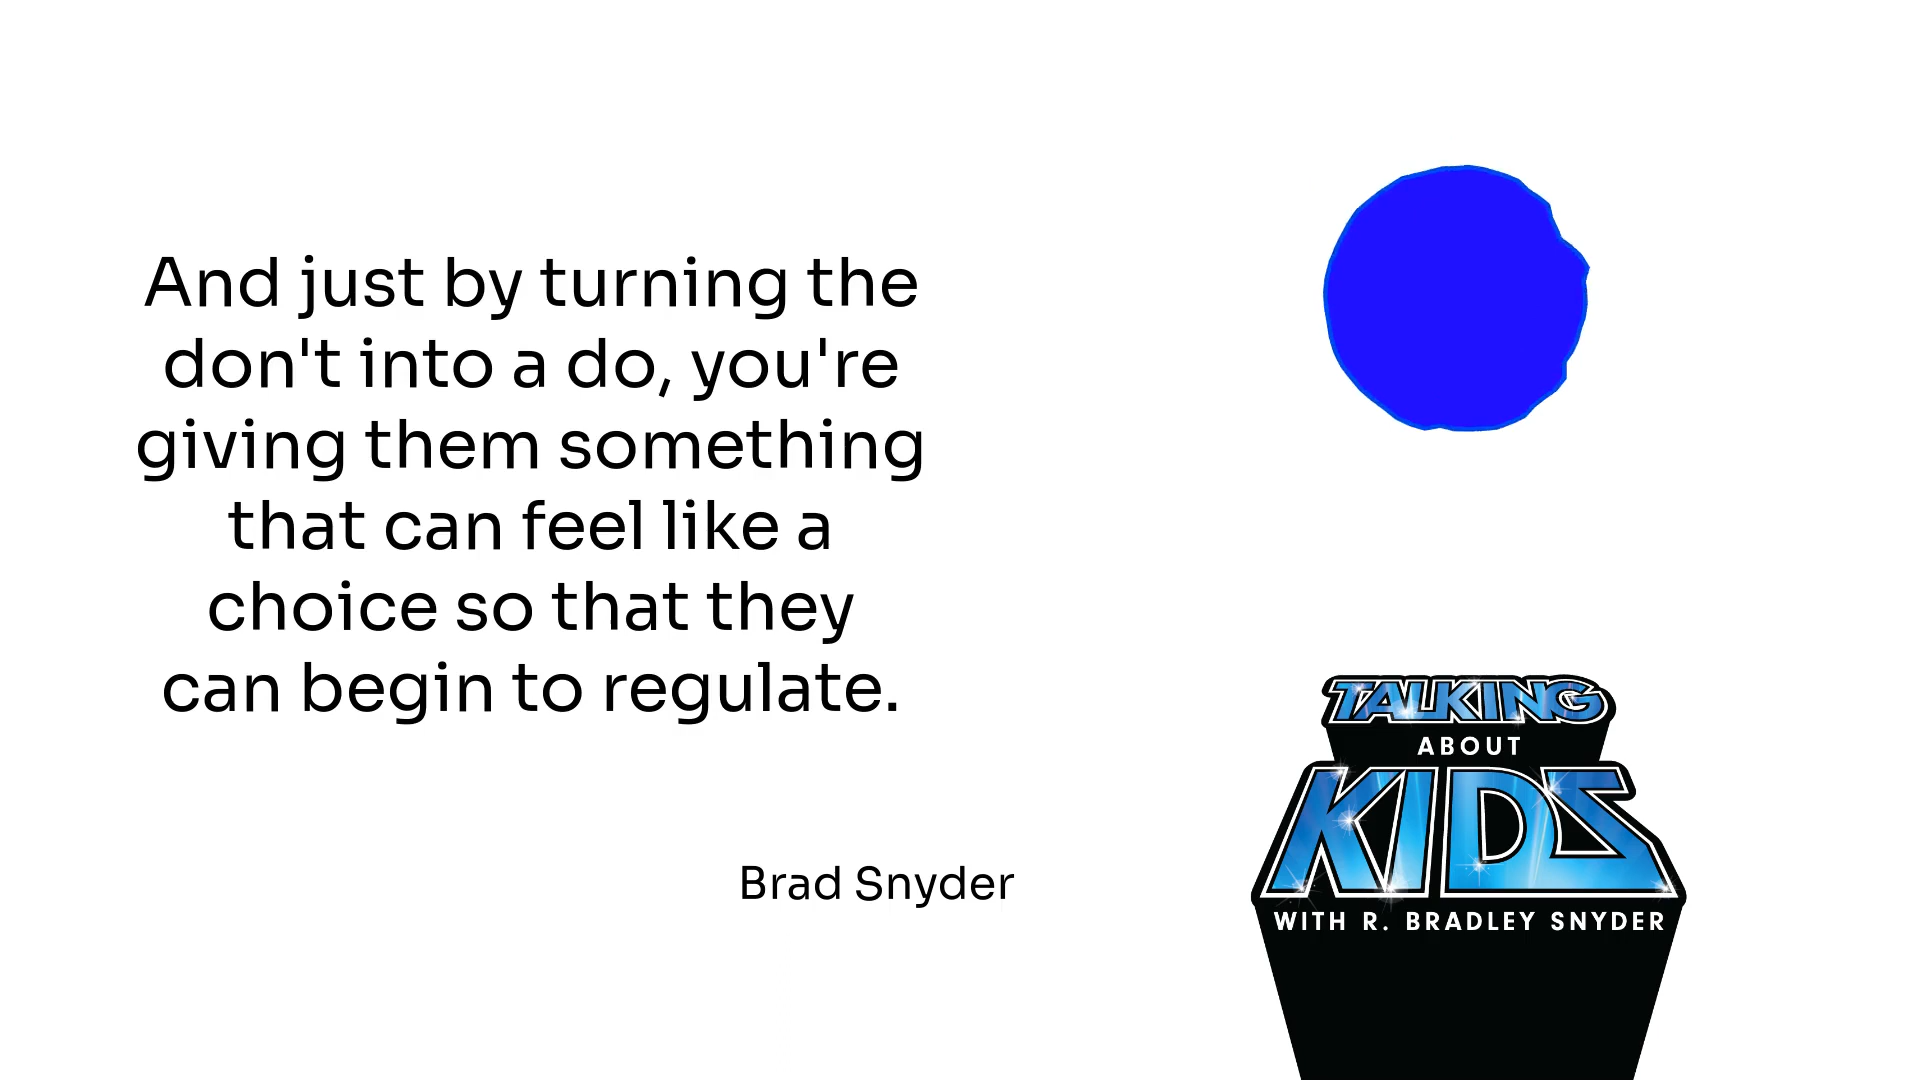 And just by turning the
don't into a do, you're
giving them something
that can feel like a
choice so that they
can begin to regulate.
Brad Snyder
TALKING
ABOUT
KIDS
WITH R. BRADLEY SNYDER